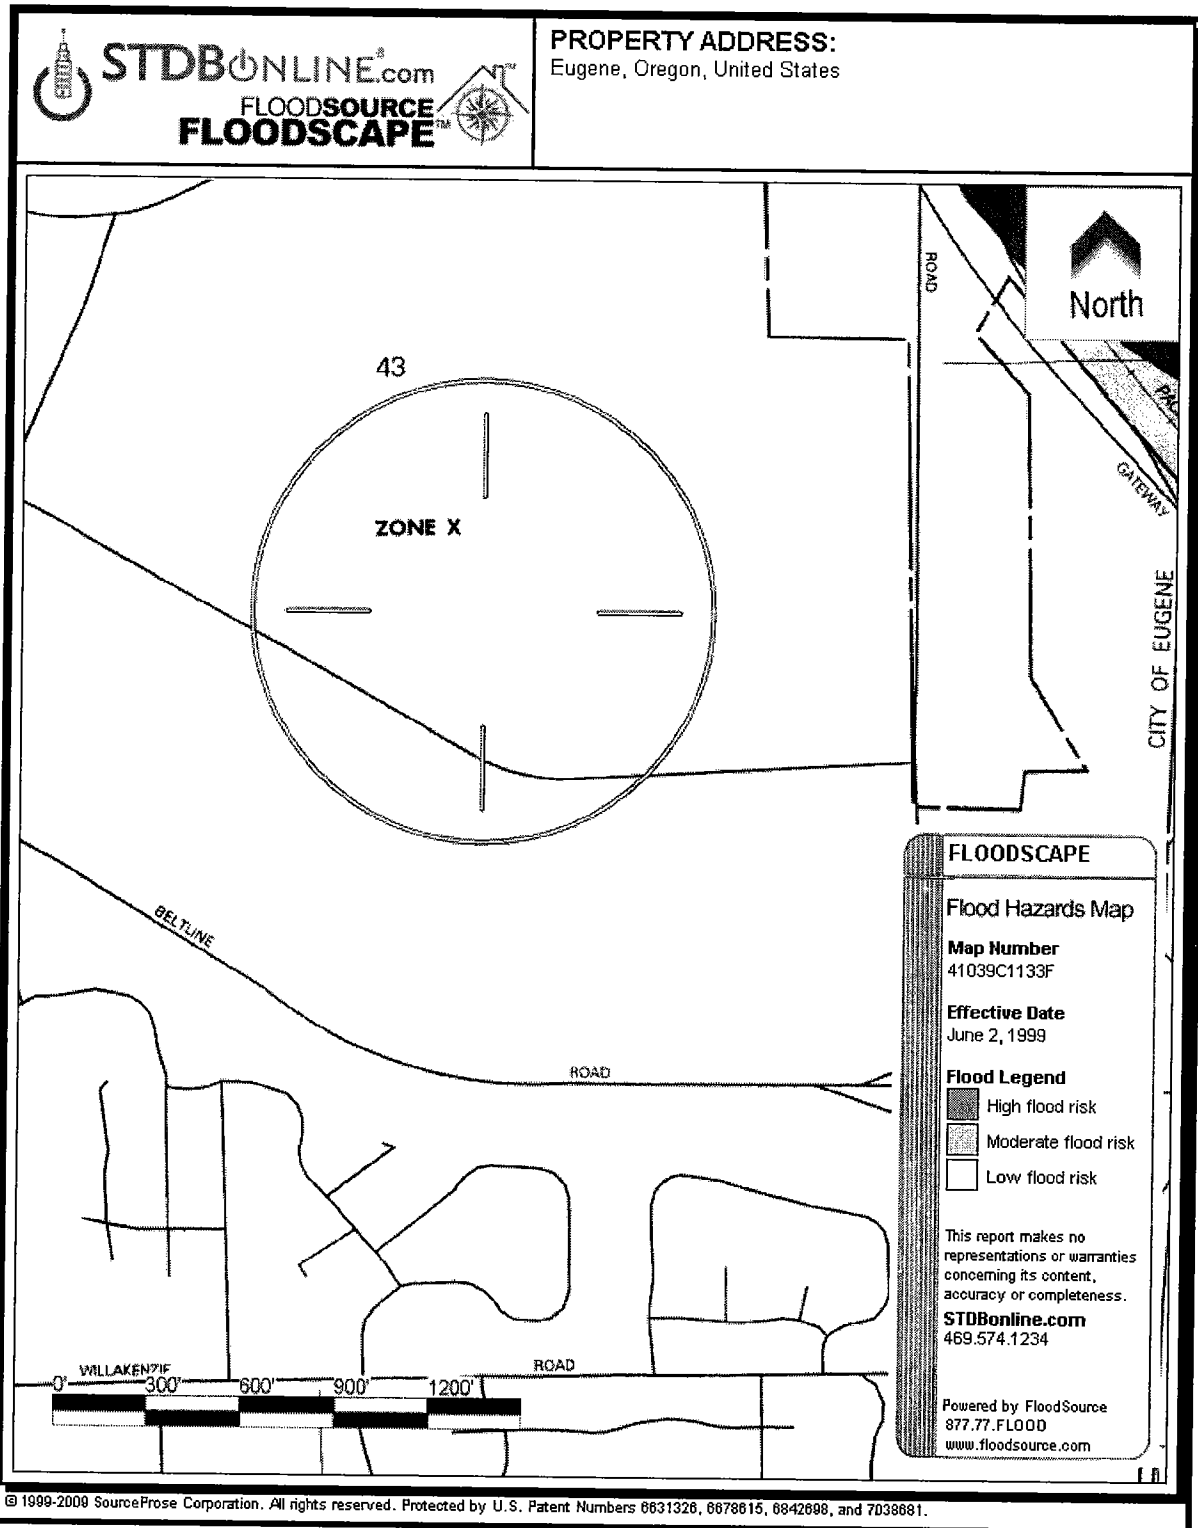 STDBONLINE®.com
FLOODSOURCE
FLOODSCAPE™
PROPERTY ADDRESS:
Eugene, Oregon, United States
ROAD
North
43
PAC
GATEWAY
ZONE X
CITY OF EUGENE
BELTLINE
ROAD
FLOODSCAPE
Flood Hazards Map
Map Number
41039C1133F
Effective Date
June 2, 1999
Flood Legend
High flood risk
Moderate flood risk
Low flood risk
This report makes no
representations or warranties
concerning its content,
accuracy or completeness.
STDBonline.com
469.574.1234
Powered by FloodSource
877.77.FLOOD
www.floodsource.com
WILLAKENZIE
ROAD
0' 300' 600' 900' 1200'
© 1999-2009 SourceProse Corporation. All rights reserved. Protected by U.S. Patent Numbers 6631326, 6678615, 6842698, and 7038681.